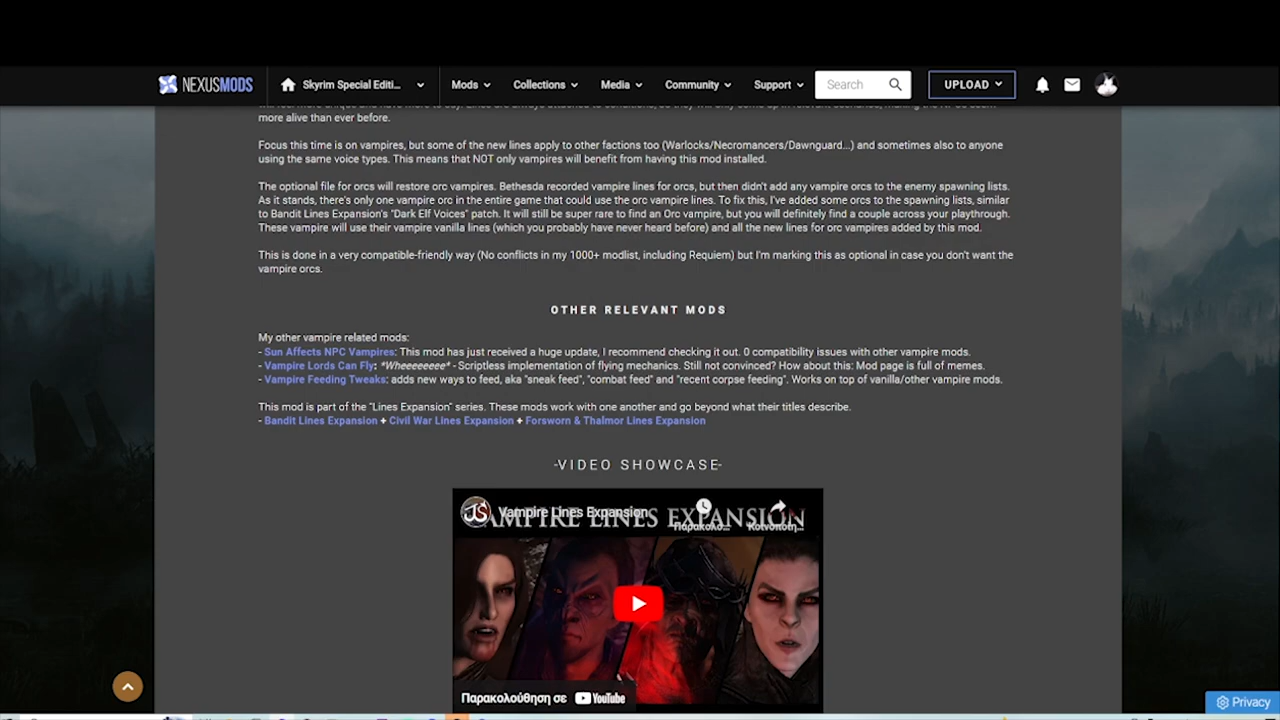 NEXUSMODS
Skyrim Special Editi... Mods Collections Media Community Support Search UPLOAD
more alive than ever before.
Focus this time is on vampires, but some of the new lines apply to other factions too (Warlocks/Necromancers/Dawnguard...) and sometimes also to anyone
using the same voice types. This means that NOT only vampires will benefit from having this mod installed.
The optional file for orcs will restore orc vampires. Bethesda recorded vampire lines for orcs, but then didn't add any vampire orcs to the enemy spawning lists.
As it stands, there's only one vampire orc in the entire game that could use the orc vampire lines. To fix this, I've added some orcs to the spawning lists, similar
to Bandit Lines Expansion's "Dark Elf Voices" patch. It will still be super rare to find an Orc vampire, but you will definitely find a couple across your playthrough.
These vampire will use their vampire vanilla lines (which you probably have never heard before) and all the new lines for orc vampires added by this mod.
This is done in a very compatible-friendly way (No conflicts in my 1000+ modlist, including Requiem) but I'm marking this as optional in case you don't want the
vampire orcs.
OTHER RELEVANT MODS
My other vampire related mods:
- Sun Affects NPC Vampires: This mod has just received a huge update, I recommend checking it out. 0 compatibility issues with other vampire mods.
- Vampire Lords Can Fly: *Wheeeeeeee* - Scriptless implementation of flying mechanics. Still not convinced? How about this: Mod page is full of memes.
- Vampire Feeding Tweaks: adds new ways to feed, aka "sneak feed", "combat feed" and "recent corpse feeding". Works on top of vanilla/other vampire mods.
This mod is part of the "Lines Expansion" series. These mods work with one another and go beyond what their titles describe.
- Bandit Lines Expansion + Civil War Lines Expansion + Forsworn & Thalmor Lines Expansion
-VIDEO SHOWCASE-
JS Vampire Lines Expansion
VAMPIRE LINES EXPANSION
Παρακολο... Κοινοποίη...
Παρακολούθηση σε YouTube
Privacy